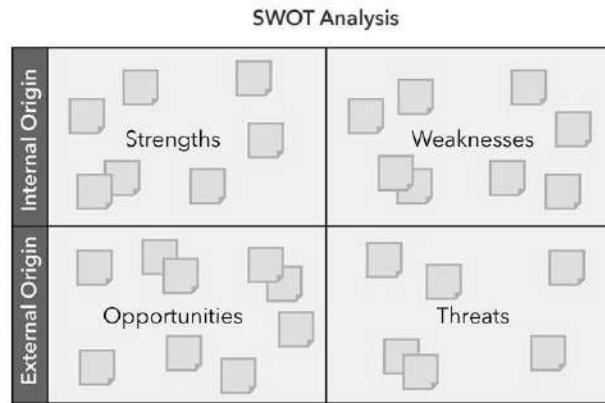 SWOT Analysis
Internal Origin
Strengths
Weaknesses
External Origin
Opportunities
Threats